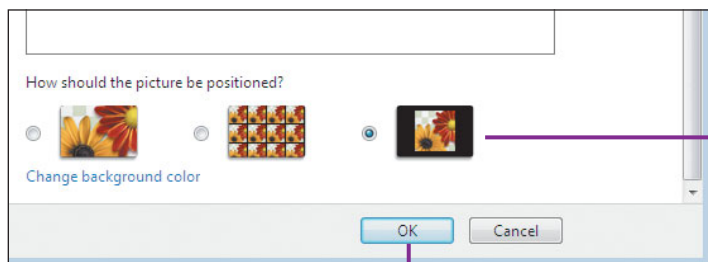 How should the picture be positioned?
Change background color
OK Cancel